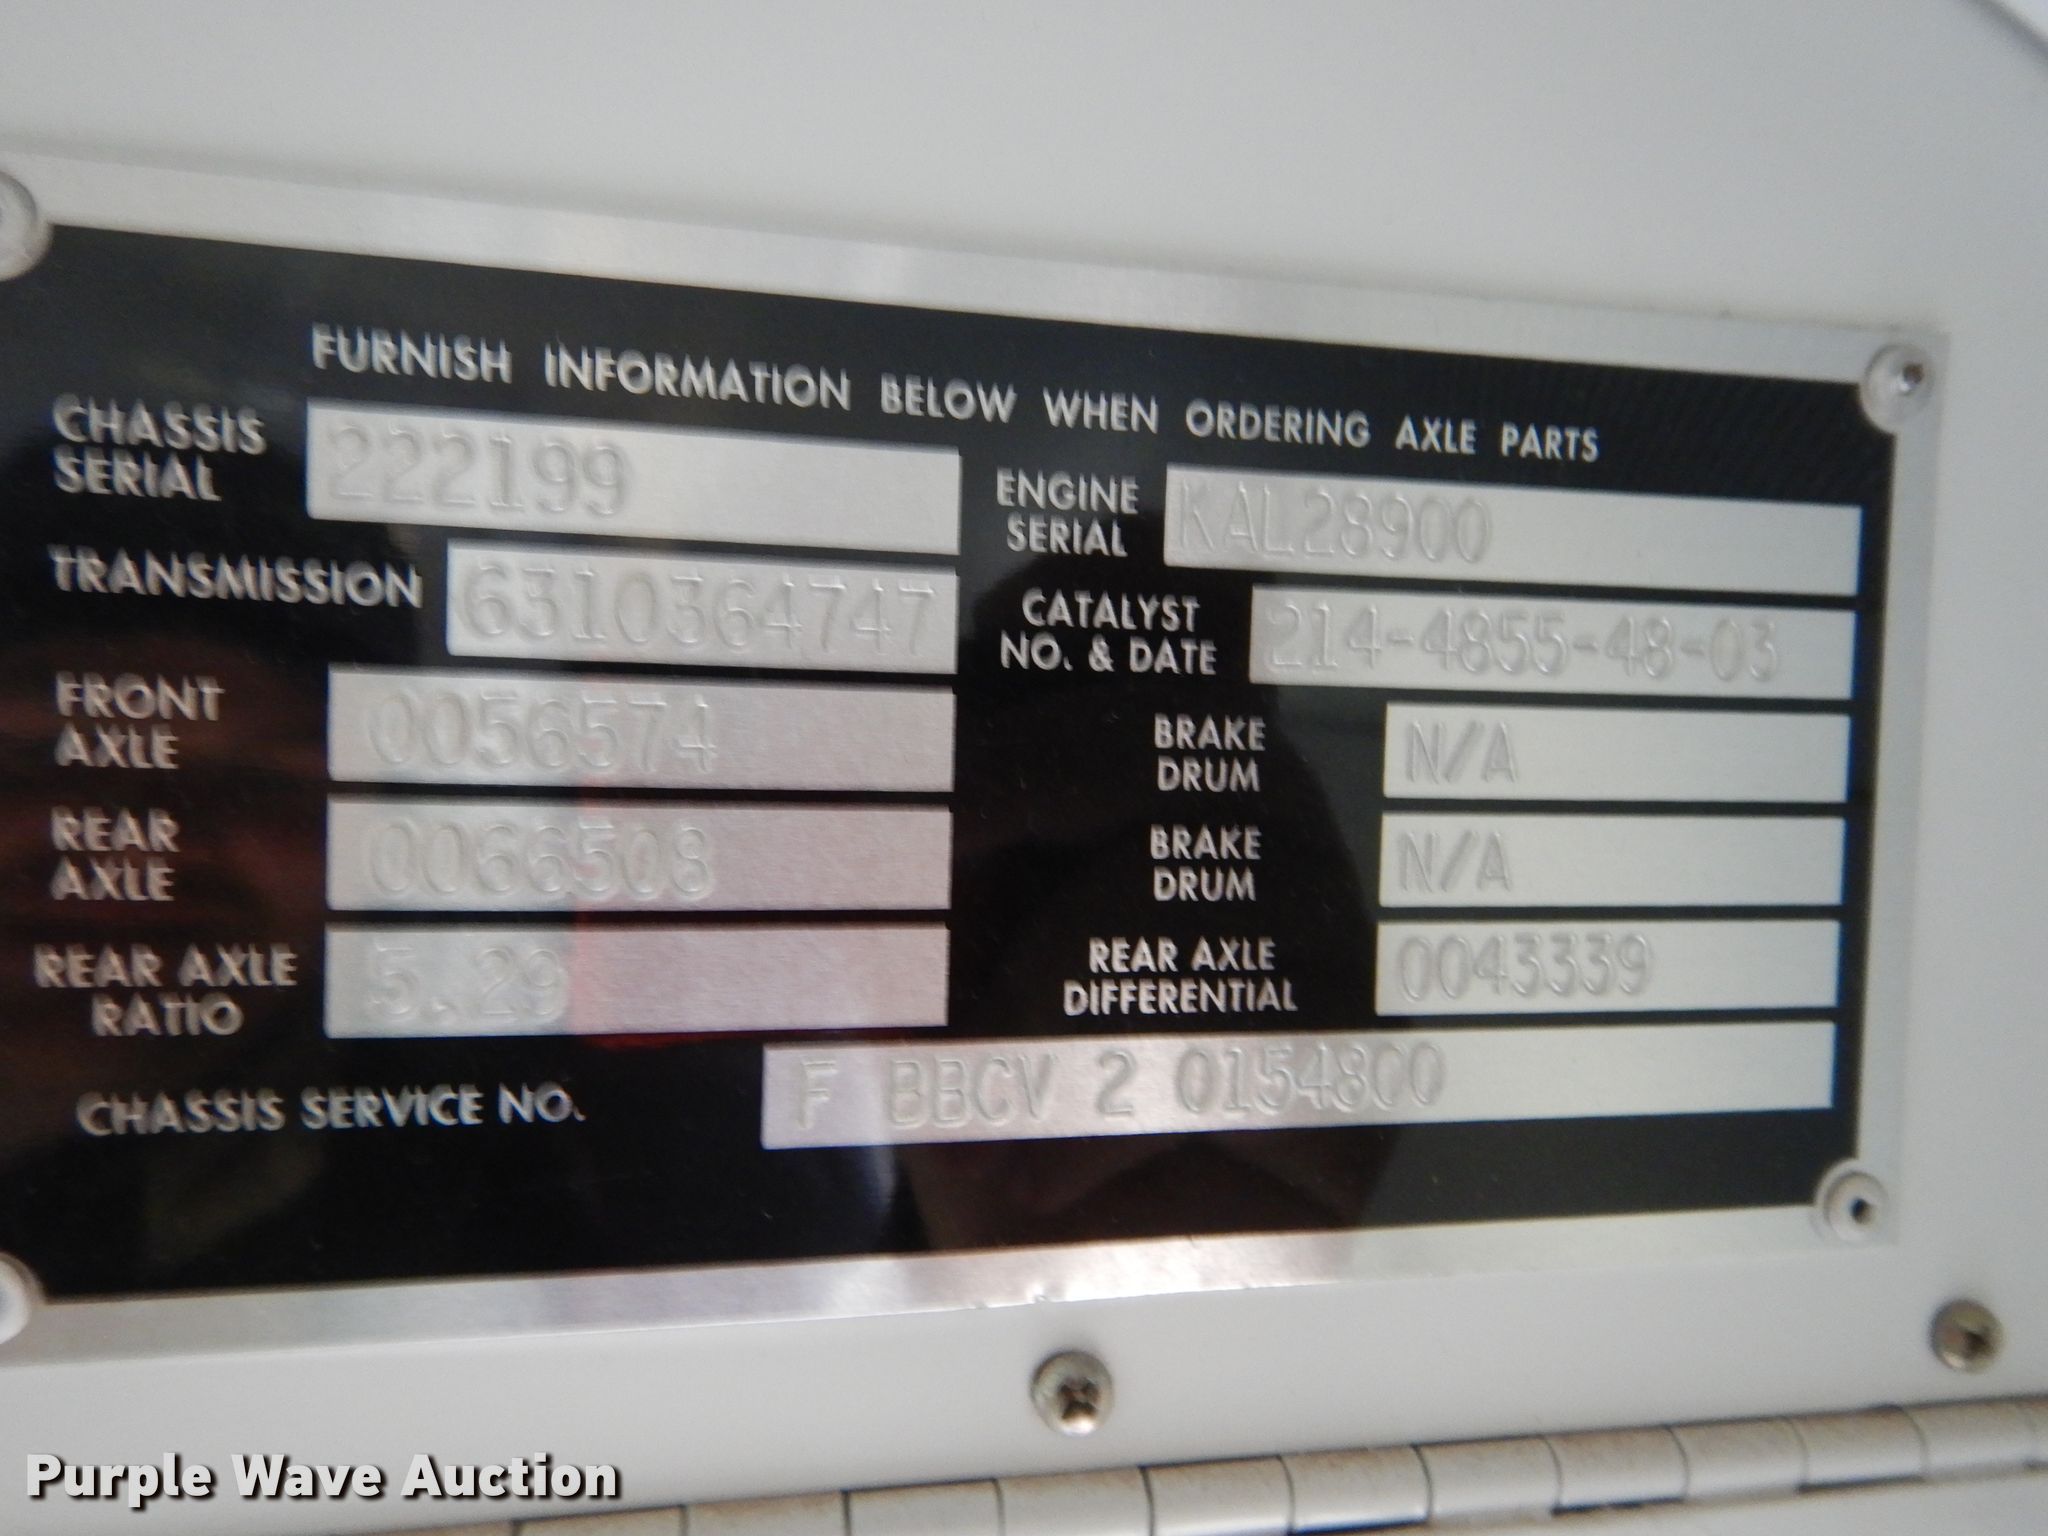 FURNISH INFORMATION BELOW WHEN ORDERING AXLE PARTS
CHASSIS SERIAL 222199
ENGINE SERIAL KAL28900
TRANSMISSION 6310364747
CATALYST NO. & DATE 214-4855-48-03
FRONT AXLE 0056574
BRAKE DRUM N/A
REAR AXLE 0066508
BRAKE DRUM N/A
REAR AXLE RATIO 5.29
REAR AXLE DIFFERENTIAL 0043339
CHASSIS SERVICE NO. F BBCV 2 0154800
Purple Wave Auction